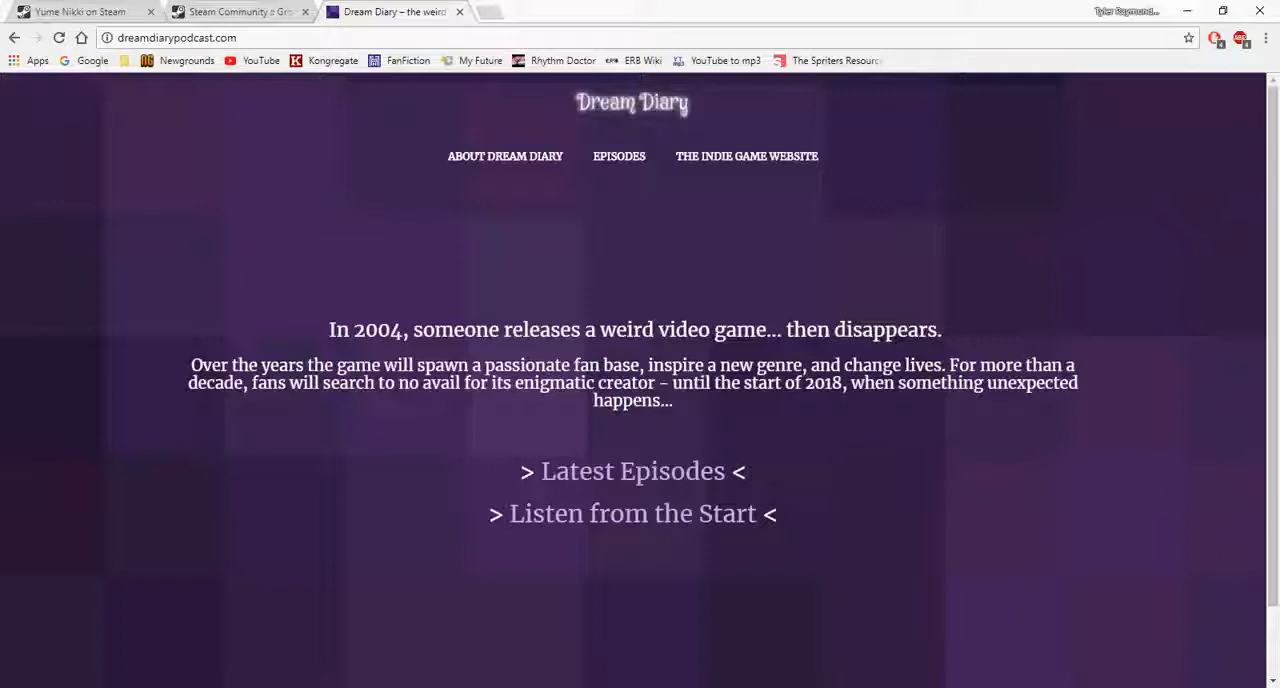 Yume Nikki on Steam
Steam Community :: Gro
Dream Diary – the weird
Tyler Raymond...
dreamdiarypodcast.com
Apps Google Newgrounds YouTube Kongregate FanFiction My Future Rhythm Doctor ERB Wiki YouTube to mp3 The Spriters Resourc
Dream Diary
ABOUT DREAM DIARY EPISODES THE INDIE GAME WEBSITE
In 2004, someone releases a weird video game... then disappears.
Over the years the game will spawn a passionate fan base, inspire a new genre, and change lives. For more than a
decade, fans will search to no avail for its enigmatic creator – until the start of 2018, when something unexpected
happens...
> Latest Episodes <
> Listen from the Start <